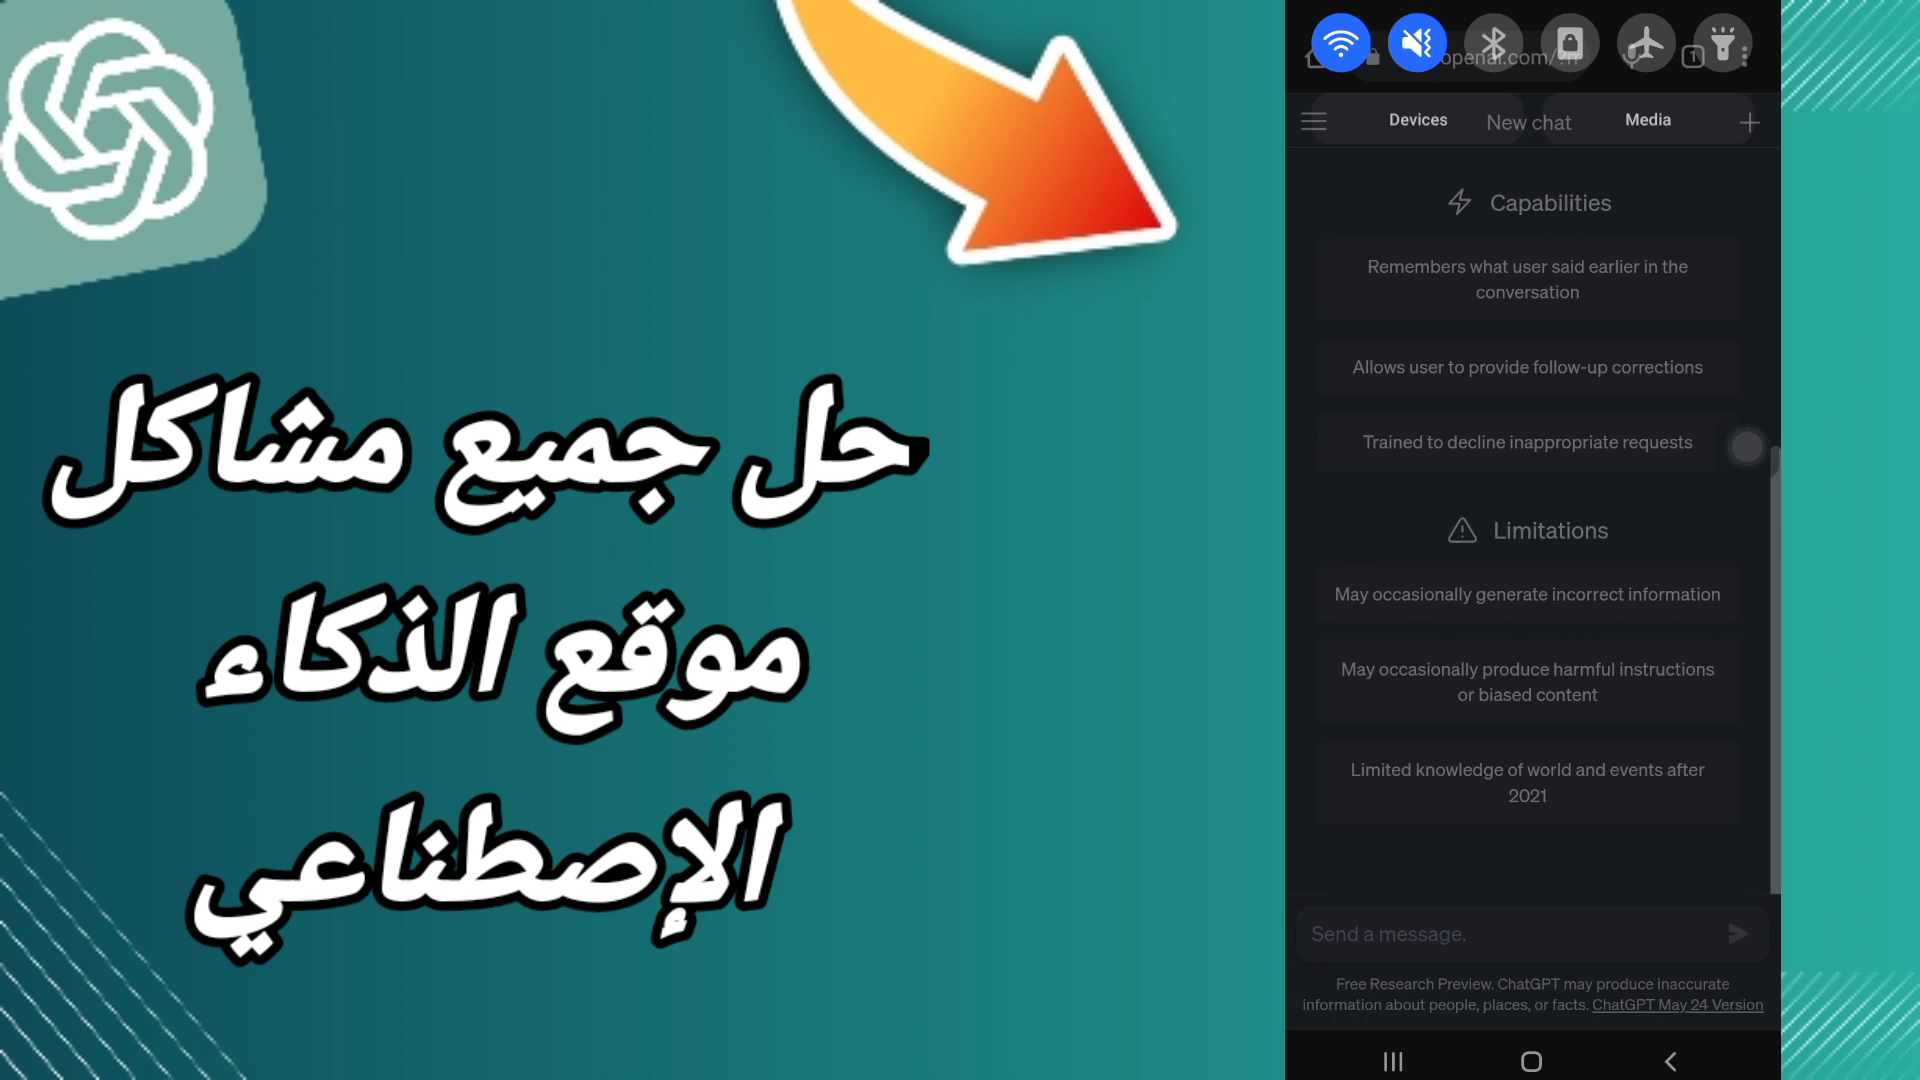 حل جميع مشاكل
موقع الذكاء
الإصطناعي
openai.com/?
1
Devices
New chat
Media
Capabilities
Remembers what user said earlier in the
conversation
Allows user to provide follow-up corrections
Trained to decline inappropriate requests
Limitations
May occasionally generate incorrect information
May occasionally produce harmful instructions
or biased content
Limited knowledge of world and events after
2021
Send a message.
Free Research Preview. ChatGPT may produce inaccurate
information about people, places, or facts. ChatGPT May 24 Version